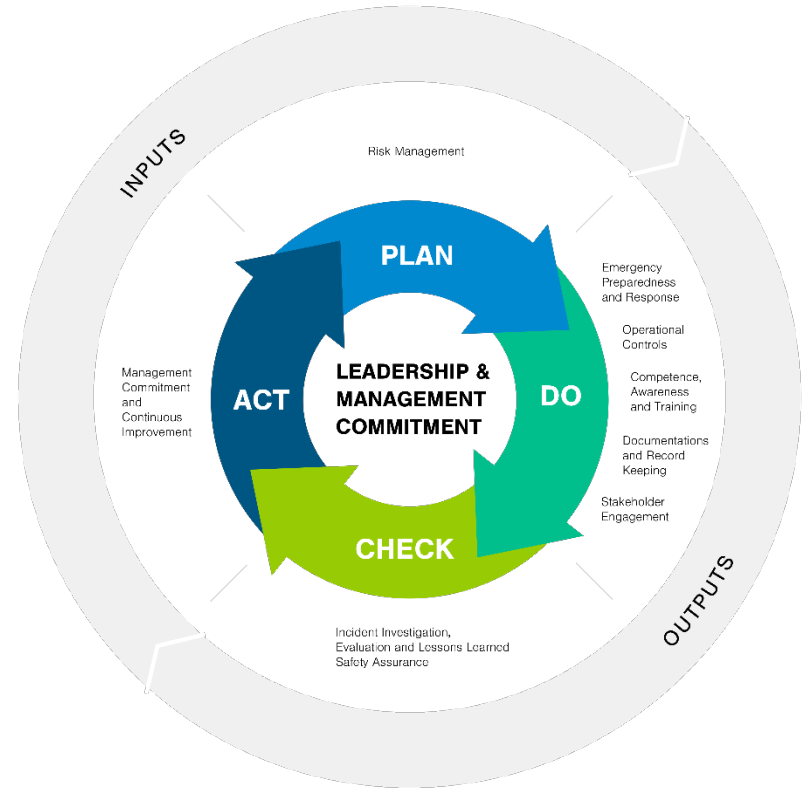 INPUTS
Risk Management
PLAN
Emergency
Preparedness
and Response
Operational
Controls
Competence,
Awareness
and Training
Documentations
and Record
Keeping
Stakeholder
Engagement
DO
LEADERSHIP &
MANAGEMENT
COMMITMENT
ACT
Management
Commitment
and
Continuous
Improvement
CHECK
Incident Investigation,
Evaluation and Lessons Learned
Safety Assurance
OUTPUTS